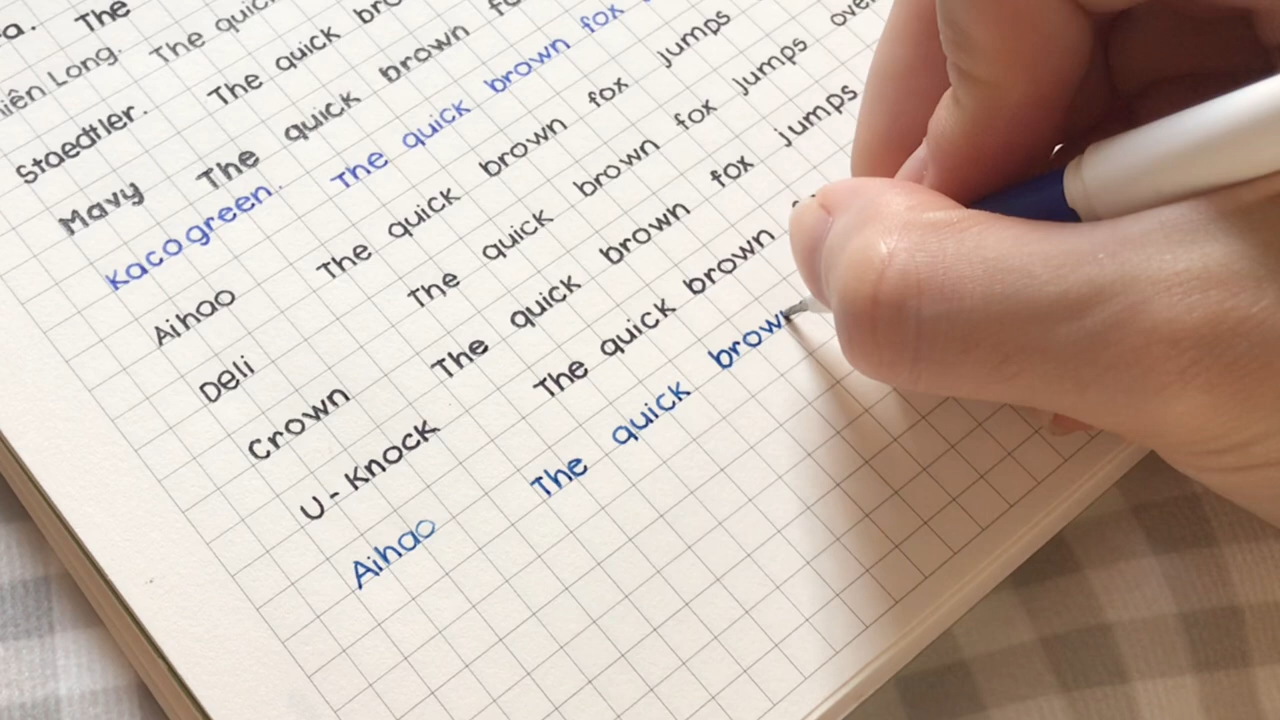 a. The
iên Long. The quick
Staedtler. The quick bro
Mavy The quick brown fo
Kacogreen. The quick brown fox
Aihao The quick brown fox jumps
Deli The quick brown fox jumps over
Crown The quick brown fox jumps
U-Knock The quick brown
Aihao The quick brown